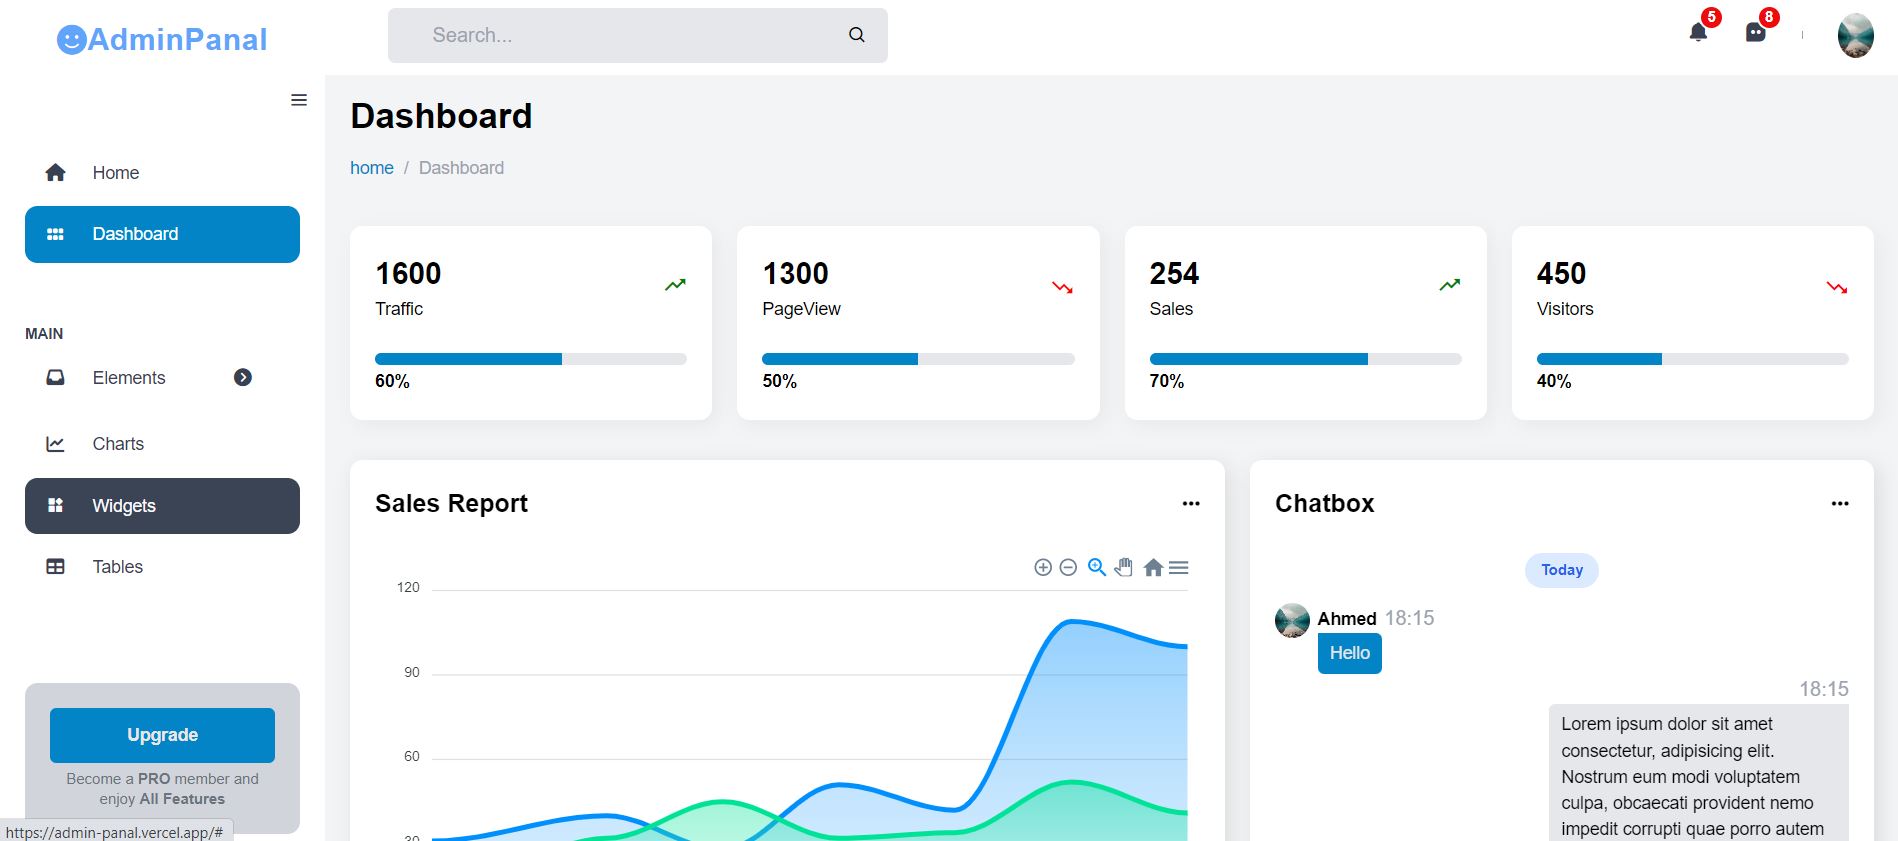 AdminPanal
Search...
5
8
Home
Dashboard
MAIN
Elements
Charts
Widgets
Tables
Upgrade
Become a PRO member and
enjoy All Features
https://admin-panal.vercel.app/#
Dashboard
home / Dashboard
1600
Traffic
60%
1300
PageView
50%
254
Sales
70%
450
Visitors
40%
Sales Report
120
90
60
30
Chatbox
Today
Ahmed 18:15
Hello
18:15
Lorem ipsum dolor sit amet
consectetur, adipisicing elit.
Nostrum eum modi voluptatem
culpa, obcaecati provident nemo
impedit corrupti quae porro autem